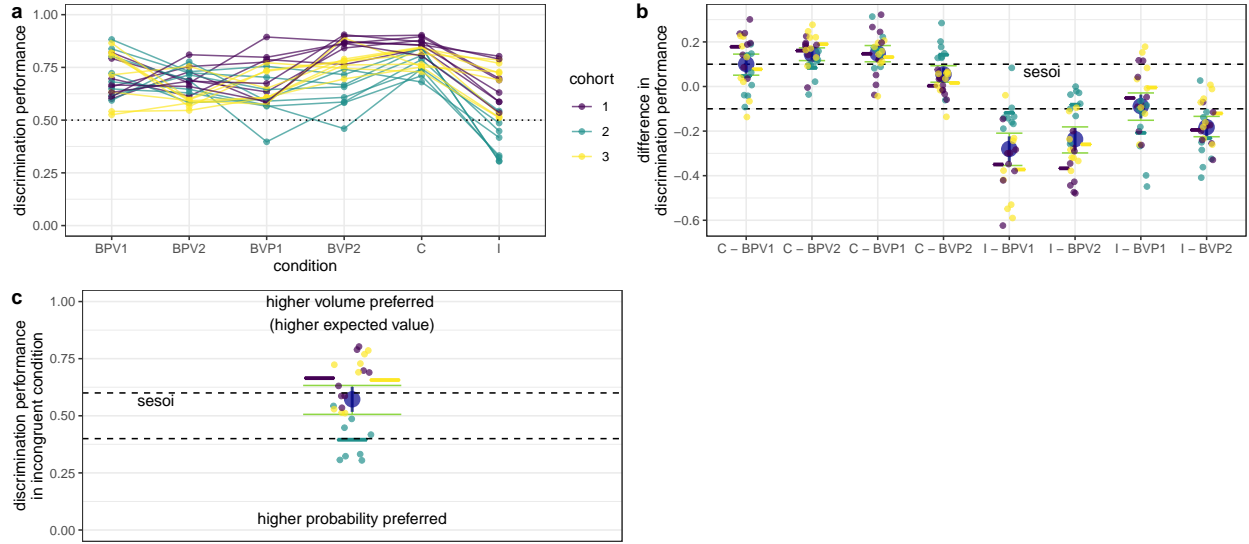 a
discrimination performance
1.00
0.75
0.50
0.25
0.00
BPV1 BPV2 BVP1 BVP2 C I
condition
cohort
1
2
3
b
difference in
discrimination performance
0.2
0.0
−0.2
−0.4
−0.6
sesoi
C − BPV1 C − BPV2 C − BVP1 C − BVP2 I − BPV1 I − BPV2 I − BVP1 I − BVP2
c
discrimination performance
in incongruent condition
1.00
0.75
0.50
0.25
0.00
higher volume preferred
(higher expected value)
sesoi
higher probability preferred